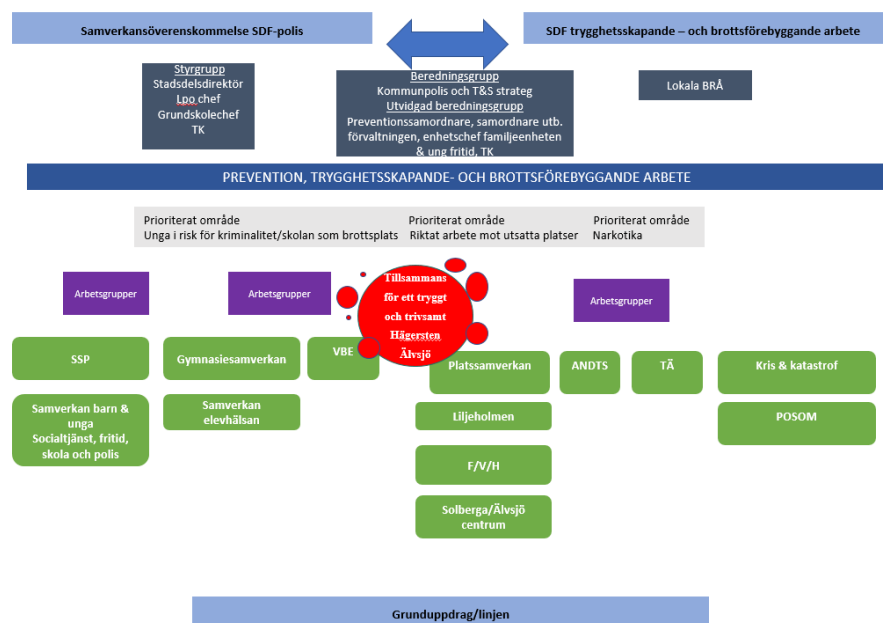 Samverkansöverenskommelse SDF-polis
SDF trygghetsskapande – och brottsförebyggande arbete
Styrgrupp
Stadsdelsdirektör
Lpo chef
Grundskolechef
TK
Beredningsgrupp
Kommunpolis och T&S strateg
Utvidgad beredningsgrupp
Preventionssamordnare, samordnare utb.
förvaltningen, enhetschef familjeenheten
& ung fritid, TK
Lokala BRÅ
PREVENTION, TRYGGHETSSKAPANDE- OCH BROTTSFÖREBYGGANDE ARBETE
Prioriterat område
Unga i risk för kriminalitet/skolan som brottsplats
Prioriterat område
Riktat arbete mot utsatta platser
Prioriterat område
Narkotika
Arbetsgrupper
Arbetsgrupper
Tillsammans
för ett tryggt
och trivsamt
Hägersten
Älvsjö
Arbetsgrupper
SSP
Gymnasiesamverkan
VBE
Platssamverkan
ANDTS
TÄ
Kris & katastrof
Samverkan barn &
unga
Socialtjänst, fritid,
skola och polis
Samverkan
elevhälsan
Liljeholmen
POSOM
F/V/H
Solberga/Älvsjö
centrum
Grunduppdrag/linjen